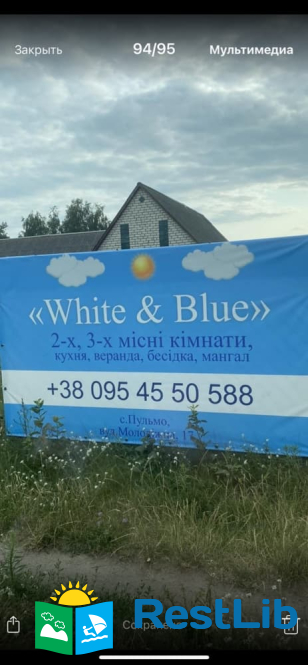 Закрыть 94/95 Мультимедиа
«White & Blue»
2-х, 3-х місні кімнати,
кухня, веранда, бесідка, мангал
+38 095 45 50 588
с.Пульмо,
RestLib